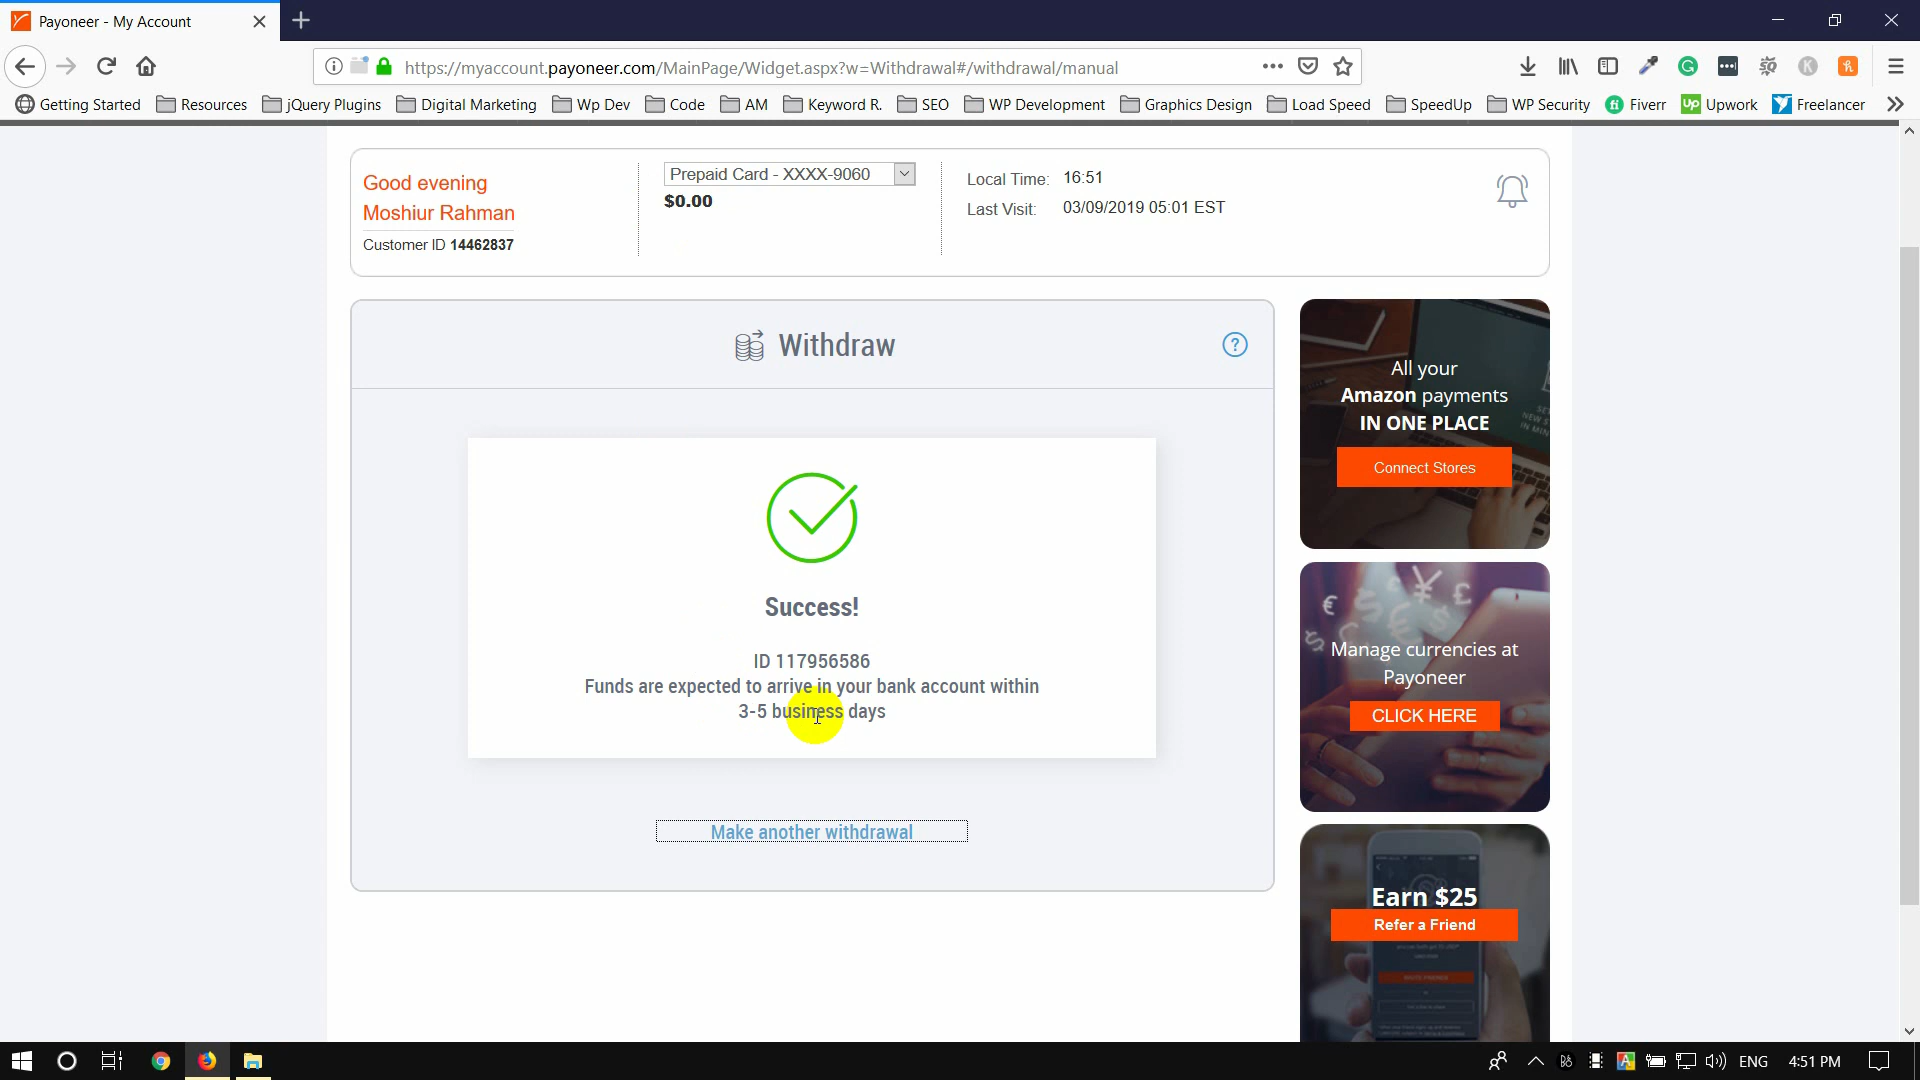 Payoneer - My Account
https://myaccount.payoneer.com/MainPage/Widget.aspx?w=Withdrawal#/withdrawal/manual
Getting Started Resources jQuery Plugins Digital Marketing Wp Dev Code AM Keyword R. SEO WP Development Graphics Design Load Speed SpeedUp WP Security Fiverr Upwork Freelancer
Good evening
Moshiur Rahman
Customer ID 14462837
Prepaid Card - XXXX-9060
$0.00
Local Time: 16:51
Last Visit: 03/09/2019 05:01 EST
Withdraw
Success!
ID 117956586
Funds are expected to arrive in your bank account within
3-5 business days
Make another withdrawal
All your
Amazon payments
IN ONE PLACE
Connect Stores
Manage currencies at
Payoneer
CLICK HERE
Earn $25
Refer a Friend
ENG 4:51 PM